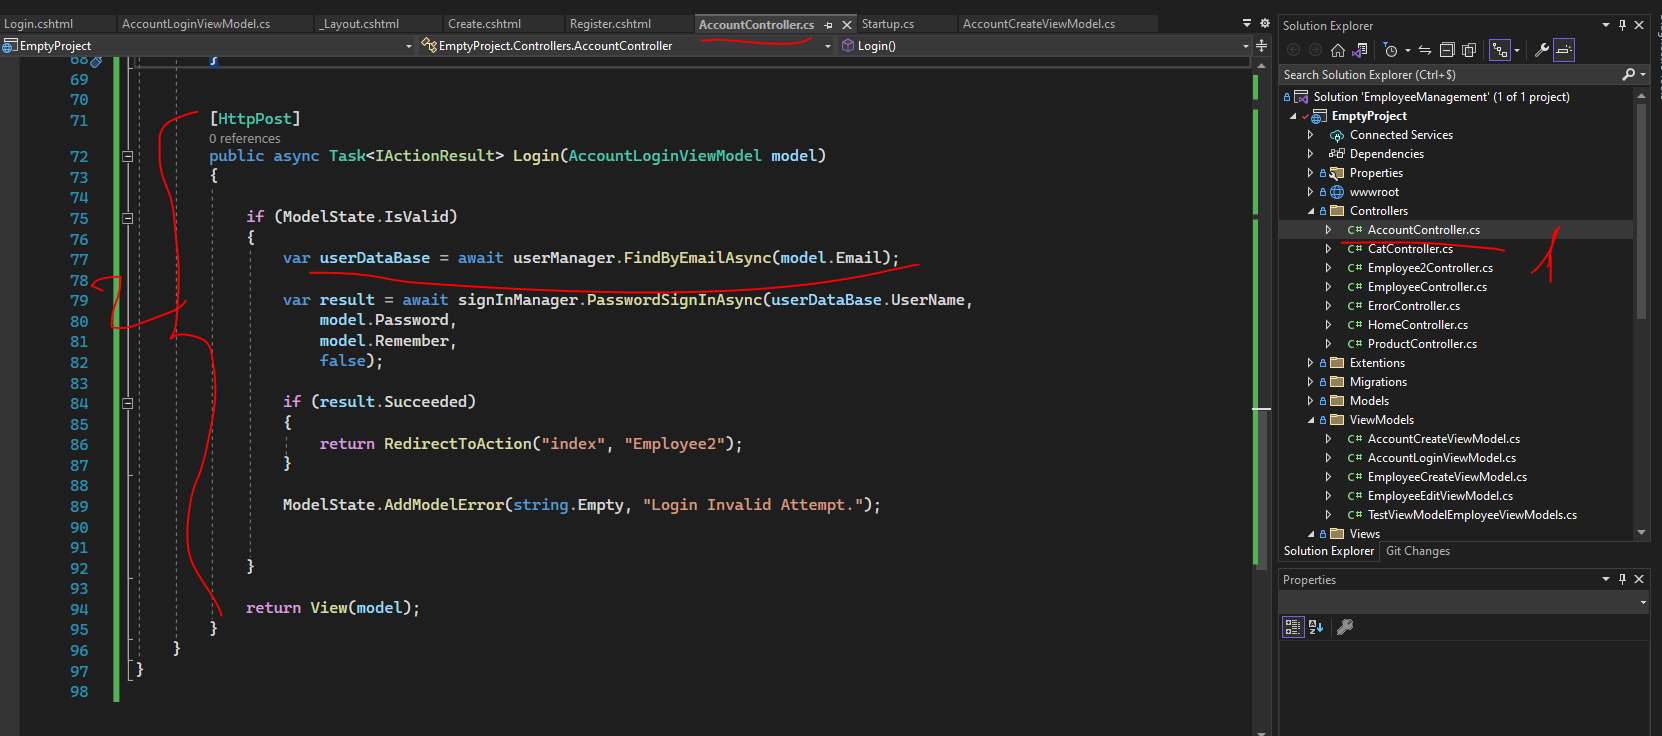 Login.cshtml AccountLoginViewModel.cs _Layout.cshtml Create.cshtml Register.cshtml AccountController.cs Startup.cs AccountCreateViewModel.cs
EmptyProject EmptyProject.Controllers.AccountController Login()
68 }
69
70
71 [HttpPost]
0 references
72 public async Task<IActionResult> Login(AccountLoginViewModel model)
73 {
74
75 if (ModelState.IsValid)
76 {
77 var userDataBase = await userManager.FindByEmailAsync(model.Email);
78
79 var result = await signInManager.PasswordSignInAsync(userDataBase.UserName,
80 model.Password,
81 model.Remember,
82 false);
83
84 if (result.Succeeded)
85 {
86 return RedirectToAction("index", "Employee2");
87 }
88
89 ModelState.AddModelError(string.Empty, "Login Invalid Attempt.");
90
91
92 }
93
94 return View(model);
95 }
96 }
97 }
98
Solution Explorer
Search Solution Explorer (Ctrl+$)
Solution 'EmployeeManagement' (1 of 1 project)
EmptyProject
Connected Services
Dependencies
Properties
wwwroot
Controllers
C# AccountController.cs
C# CatController.cs
1
C# Employee2Controller.cs
C# EmployeeController.cs
C# ErrorController.cs
C# HomeController.cs
C# ProductController.cs
Extentions
Migrations
Models
ViewModels
C# AccountCreateViewModel.cs
C# AccountLoginViewModel.cs
C# EmployeeCreateViewModel.cs
C# EmployeeEditViewModel.cs
C# TestViewModelEmployeeViewModels.cs
Views
Solution Explorer Git Changes
Properties